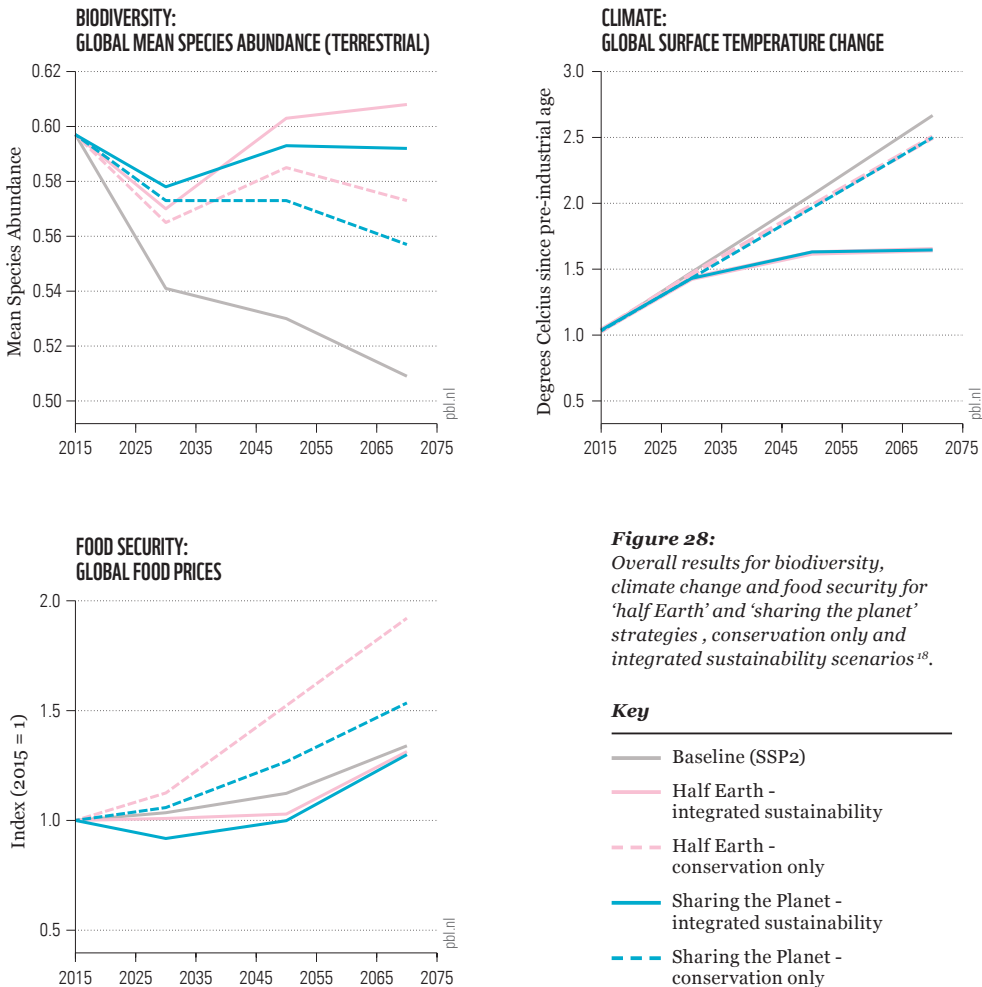 BIODIVERSITY:
GLOBAL MEAN SPECIES ABUNDANCE (TERRESTRIAL)
Mean Species Abundance
0.62
0.60
0.58
0.56
0.54
0.52
0.50
2015 2025 2035 2045 2055 2065 2075
pbl.nl
CLIMATE:
GLOBAL SURFACE TEMPERATURE CHANGE
Degrees Celcius since pre-industrial age
3.0
2.5
2.0
1.5
1.0
0.5
2015 2025 2035 2045 2055 2065 2075
pbl.nl
FOOD SECURITY:
GLOBAL FOOD PRICES
Index (2015 = 1)
2.0
1.5
1.0
0.5
2015 2025 2035 2045 2055 2065 2075
pbl.nl
Figure 28:
Overall results for biodiversity,
climate change and food security for
‘half Earth’ and ‘sharing the planet’
strategies , conservation only and
integrated sustainability scenarios 18.
Key
Baseline (SSP2)
Half Earth -
integrated sustainability
Half Earth -
conservation only
Sharing the Planet -
integrated sustainability
Sharing the Planet -
conservation only